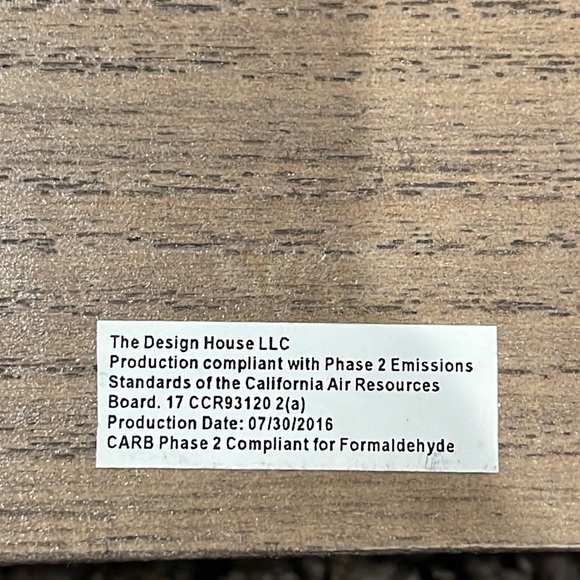 The Design House LLC
Production compliant with Phase 2 Emissions
Standards of the California Air Resources
Board. 17 CCR93120 2(a)
Production Date: 07/30/2016
CARB Phase 2 Compliant for Formaldehyde